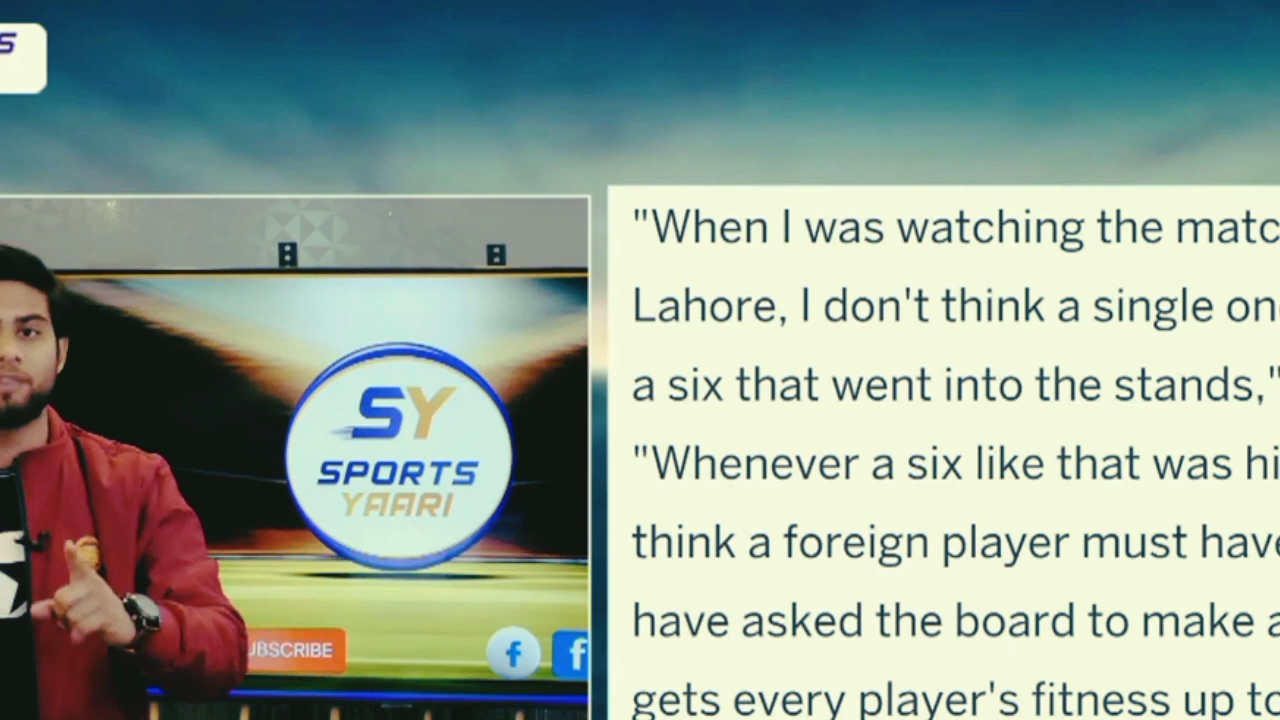 S
SY
SPORTS
YAARI
UBSCRIBE
"When I was watching the matc
Lahore, I don't think a single on
a six that went into the stands,"
"Whenever a six like that was hi
think a foreign player must have
have asked the board to make a
gets every player's fitness up to